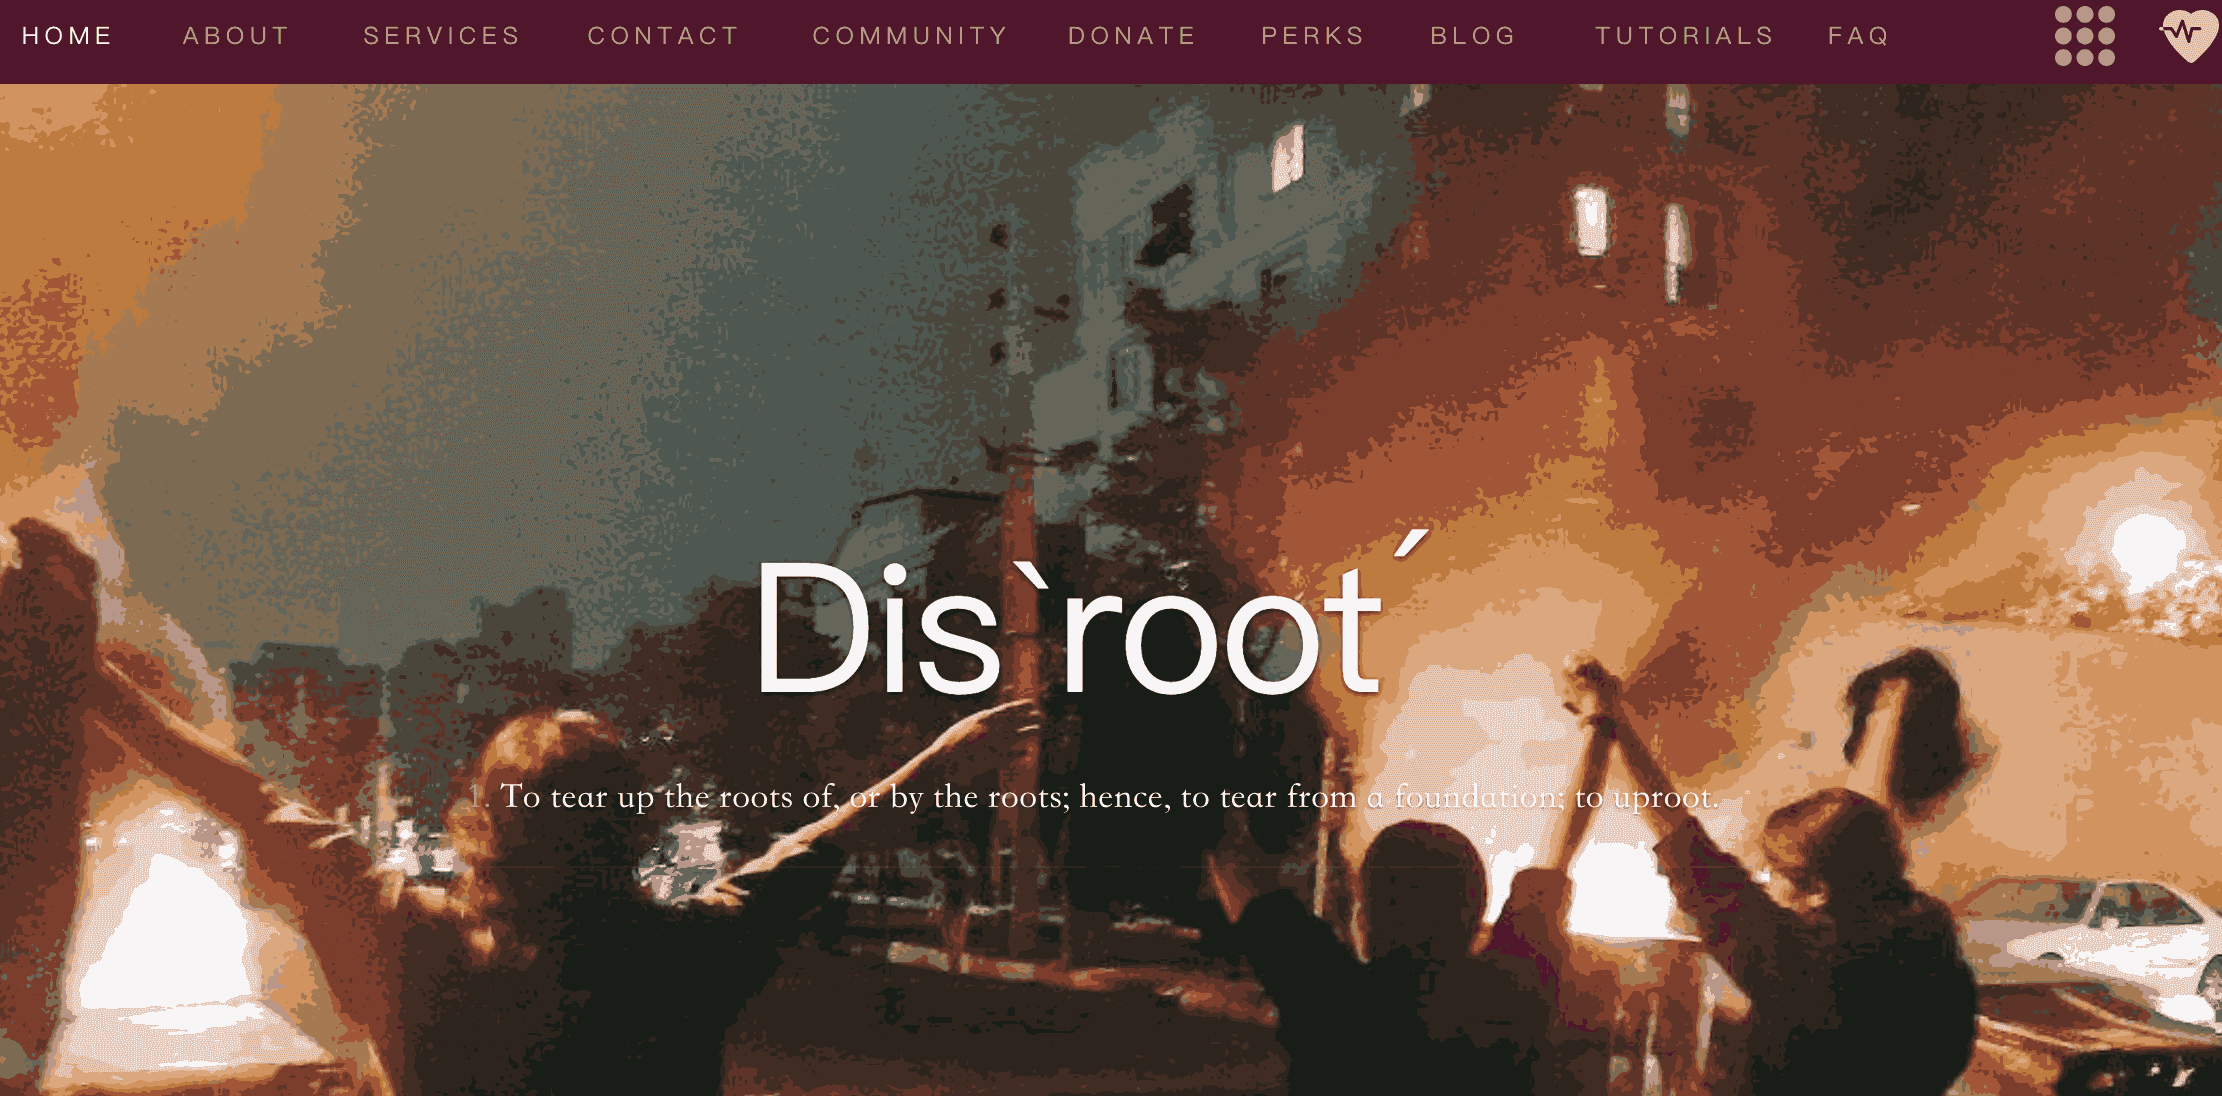 HOME ABOUT SERVICES CONTACT COMMUNITY DONATE PERKS BLOG TUTORIALS FAQ
Dis`root´
1. To tear up the roots of, or by the roots; hence, to tear from a foundation; to uproot.